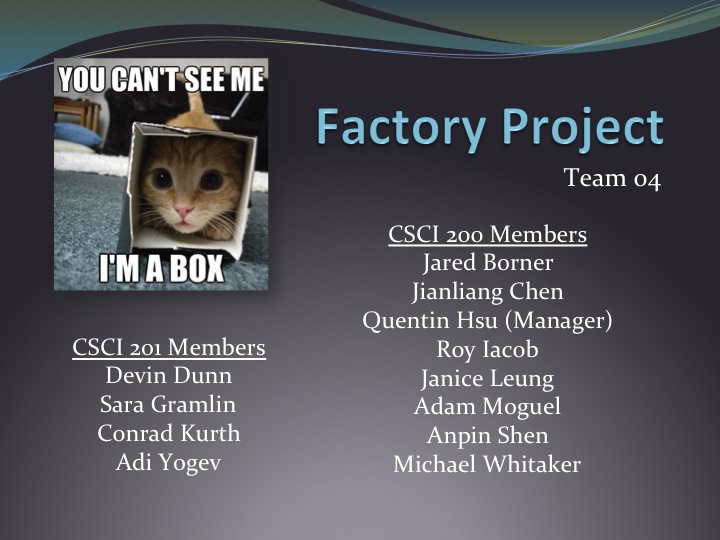 YOU CAN'T SEE ME
I'M A BOX
Factory Project
Team 04
CSCI 200 Members
Jared Borner
Jianliang Chen
Quentin Hsu (Manager)
Roy Iacob
Janice Leung
Adam Moguel
Anpin Shen
Michael Whitaker
CSCI 201 Members
Devin Dunn
Sara Gramlin
Conrad Kurth
Adi Yogev